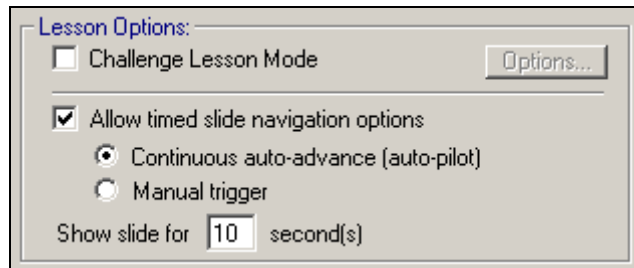 Lesson Options:
Challenge Lesson Mode Options...
Allow timed slide navigation options
Continuous auto-advance (auto-pilot)
Manual trigger
Show slide for 10 second(s)